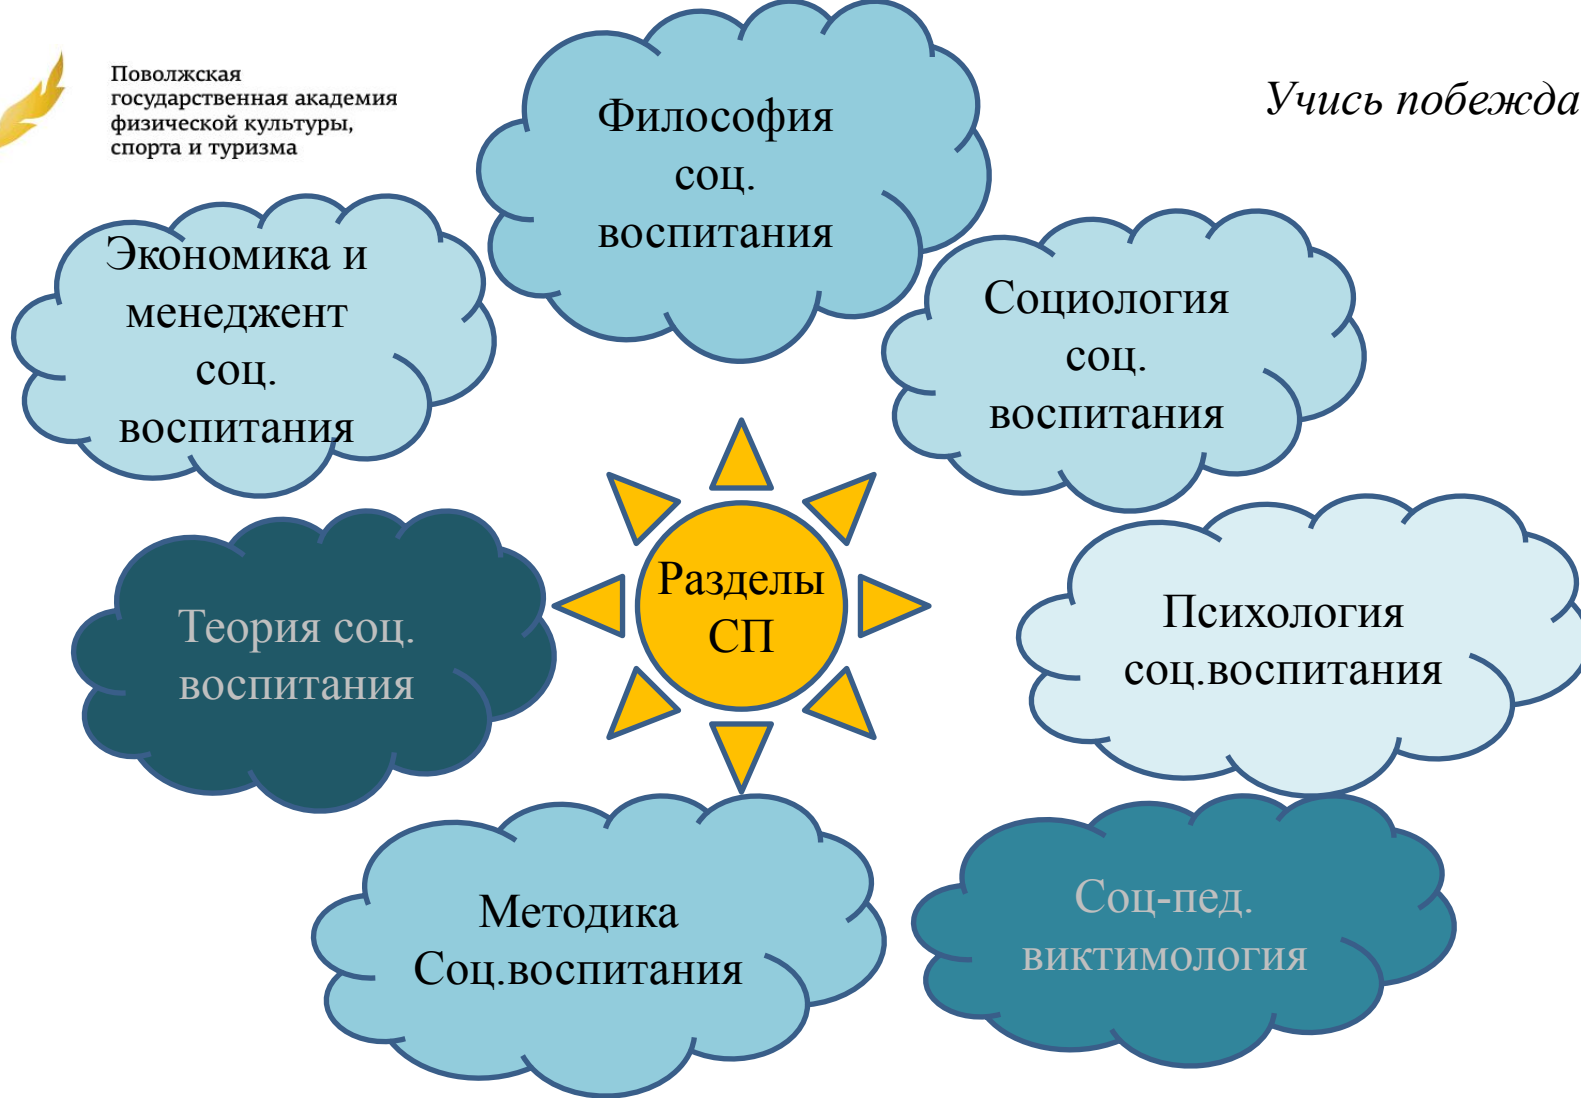 Поволжская
государственная академия
физической культуры,
спорта и туризма
Учись побежда
Философия
соц.
воспитания
Экономика и
менеджент
соц.
воспитания
Социология
соц.
воспитания
Разделы
СП
Теория соц.
воспитания
Психология
соц.воспитания
Методика
Соц.воспитания
Соц-пед.
виктимология